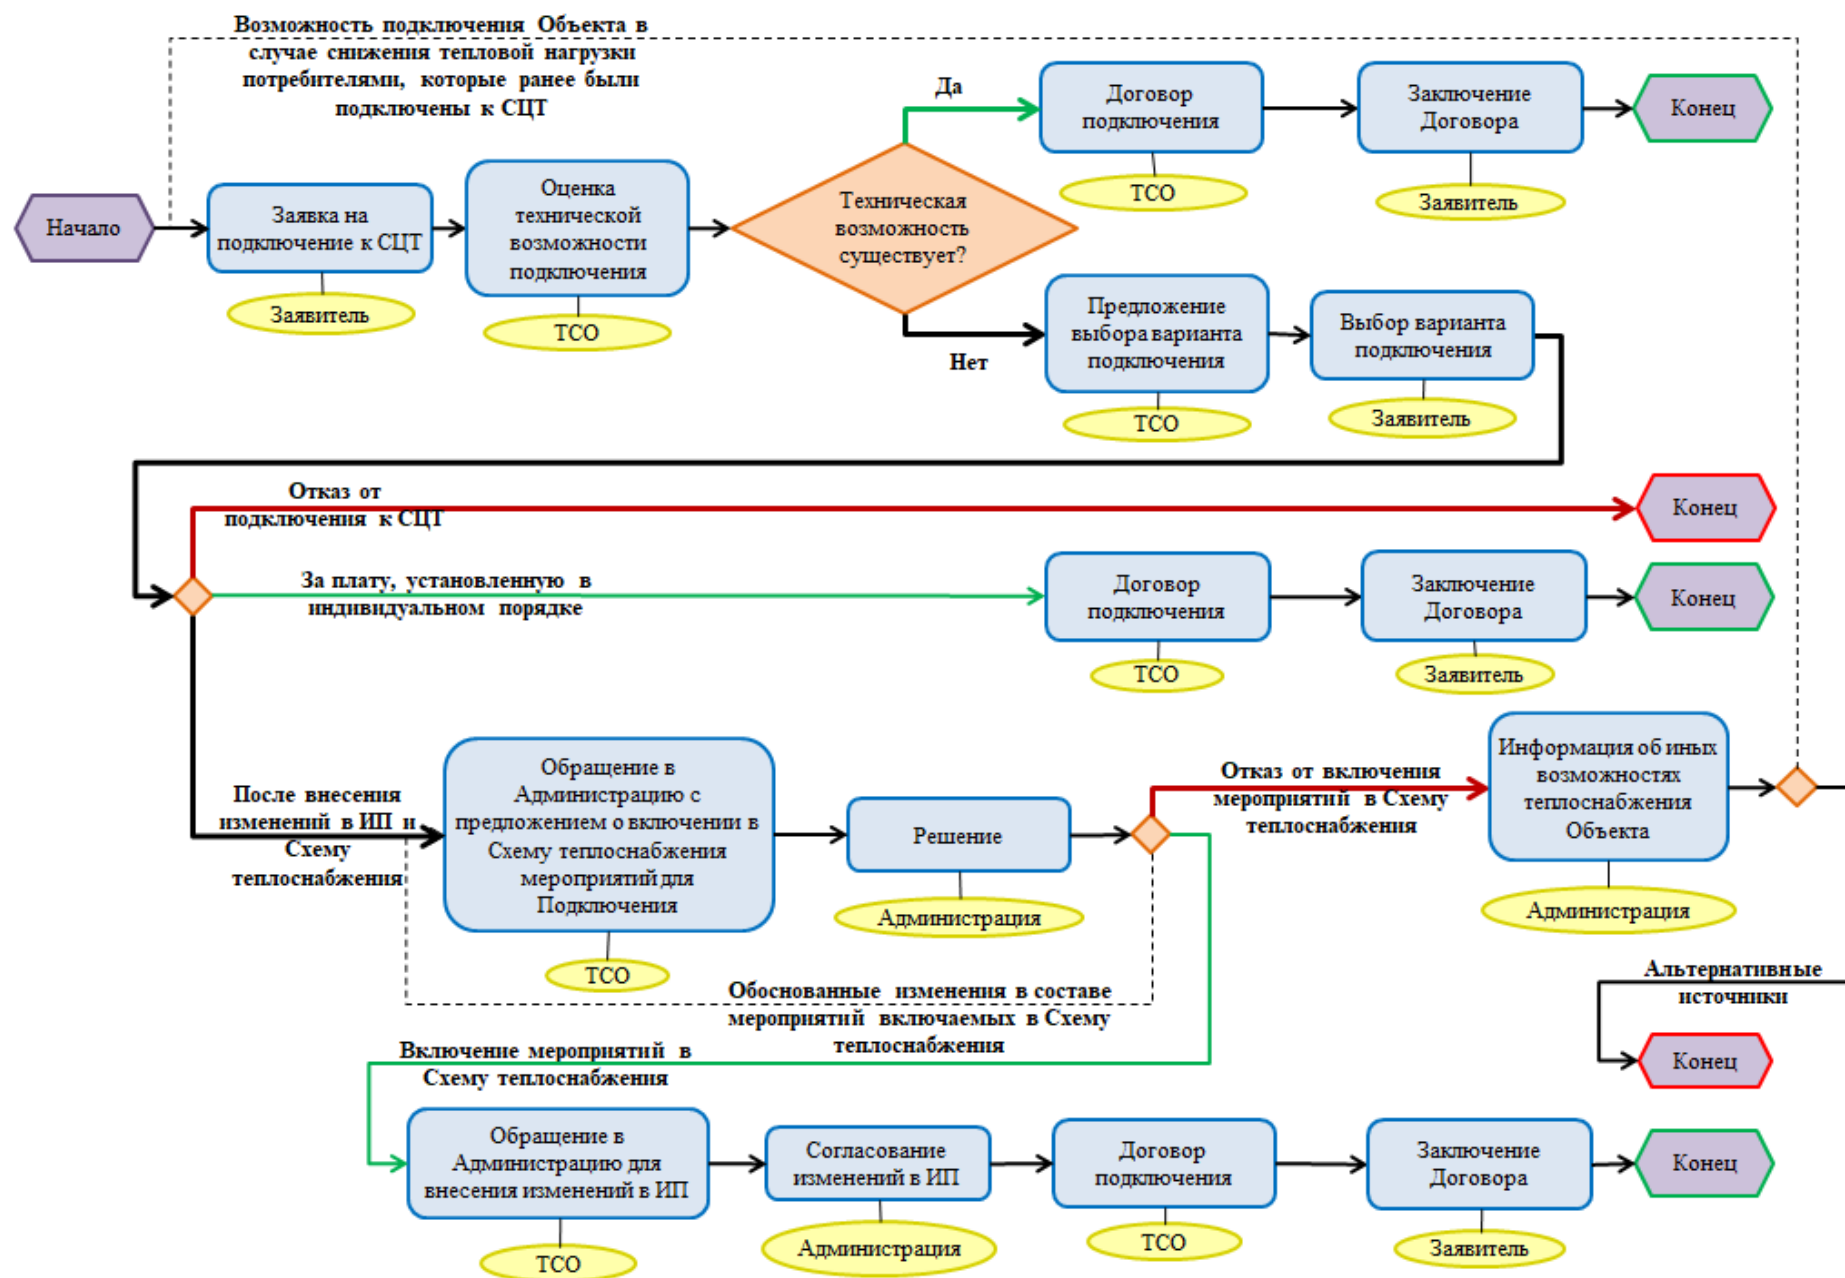 Возможность подключения Объекта в
случае снижения тепловой нагрузки
потребителями, которые ранее были
подключены к СЦТ
Начало
Заявка на
подключение к СЦТ
Заявитель
Оценка
технической
возможности
подключения
ТСО
Техническая
возможность
существует?
Да
Договор
подключения
ТСО
Заключение
Договора
Заявитель
Конец
Нет
Предложение
выбора варианта
подключения
ТСО
Выбор варианта
подключения
Заявитель
Отказ от
подключения к СЦТ
Конец
За плату, установленную в
индивидуальном порядке
Договор
подключения
ТСО
Заключение
Договора
Заявитель
Конец
После внесения
изменений в ИП и
Схему
теплоснабжения
Обращение в
Администрацию с
предложением о включении в
Схему теплоснабжения
мероприятий для
Подключения
ТСО
Решение
Администрация
Отказ от включения
мероприятий в Схему
теплоснабжения
Информация об иных
возможностях
теплоснабжения
Объекта
Администрация
Альтернативные
источники
Конец
Обоснованные изменения в составе
мероприятий включаемых в Схему
теплоснабжения
Включение мероприятий в
Схему теплоснабжения
Обращение в
Администрацию для
внесения изменений в ИП
ТСО
Согласование
изменений в ИП
Администрация
Договор
подключения
ТСО
Заключение
Договора
Заявитель
Конец